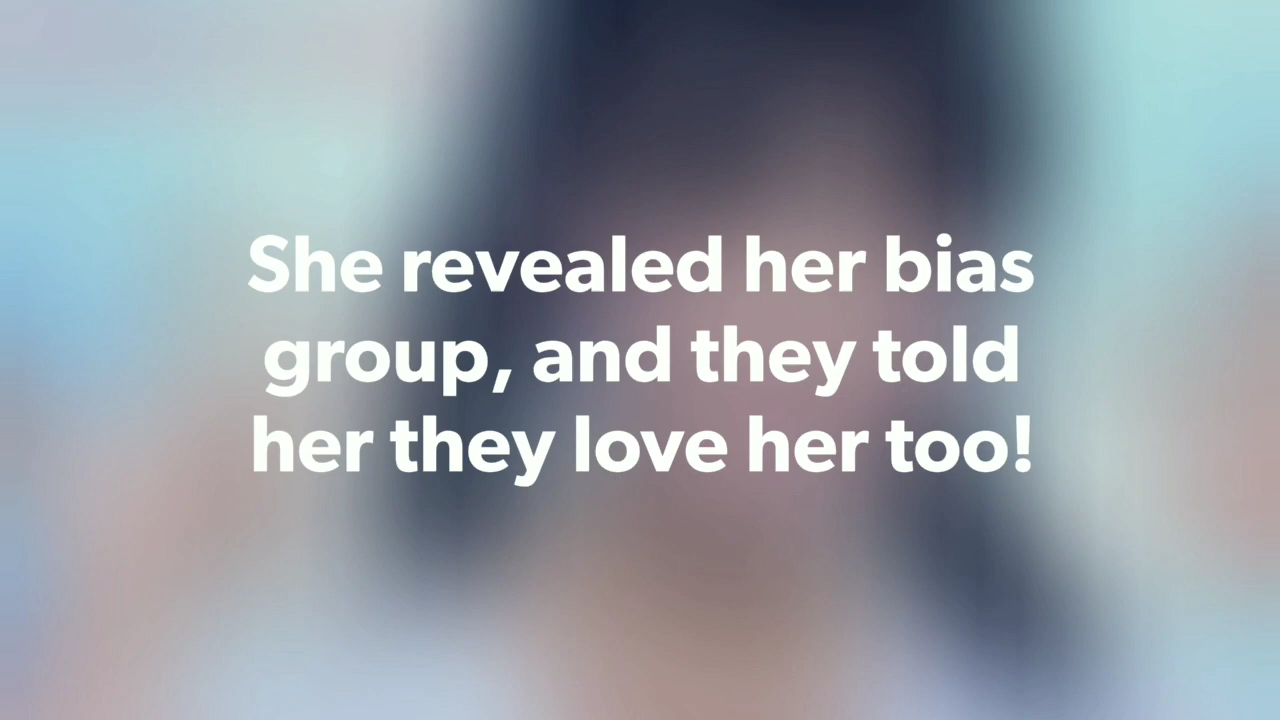 She revealed her bias
group, and they told
her they love her too!